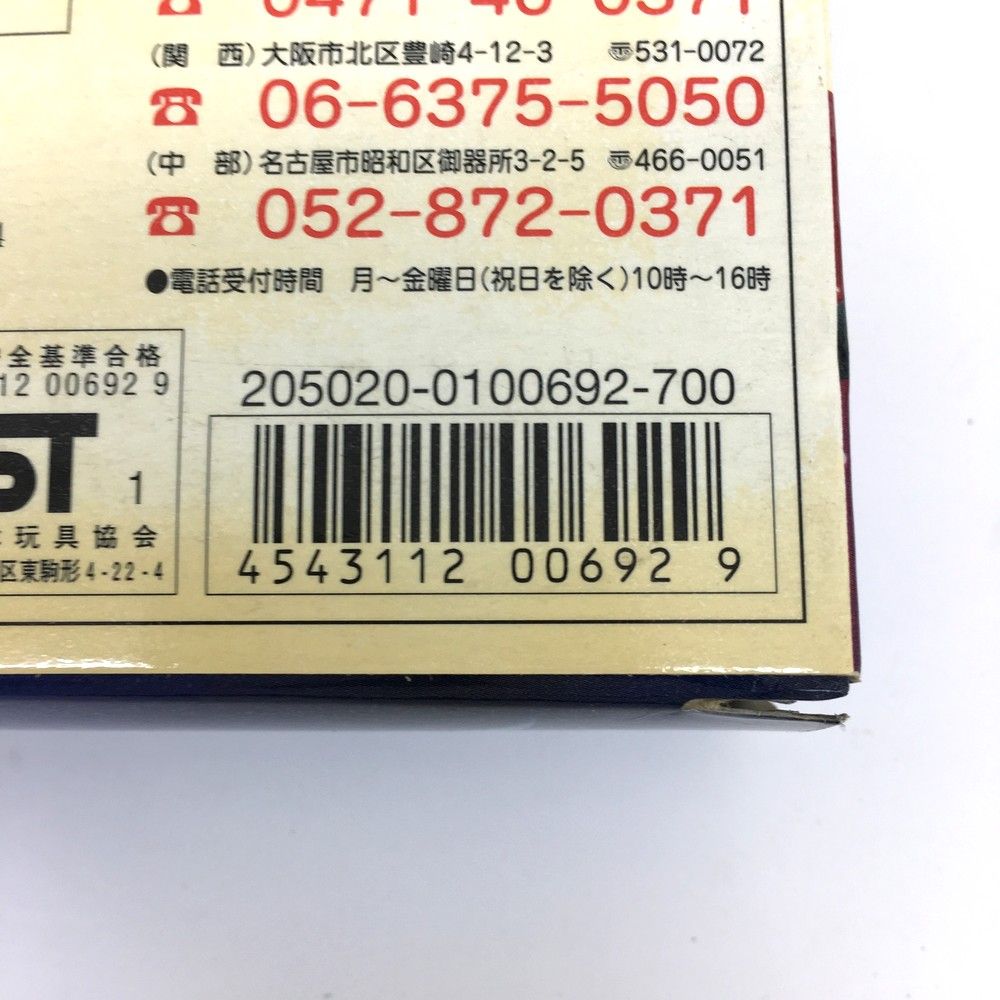 ☎ 0471-46-0371
(関 西)大阪市北区豊崎4-12-3 〠531-0072
☎ 06-6375-5050
(中 部)名古屋市昭和区御器所3-2-5 〠466-0051
☎ 052-872-0371
●電話受付時間 月〜金曜日(祝日を除く)10時〜16時
全基準合格
12 00692 9
ST 1
玩具協会
区東駒形4-22-4
205020-0100692-700
4543112 00692 9